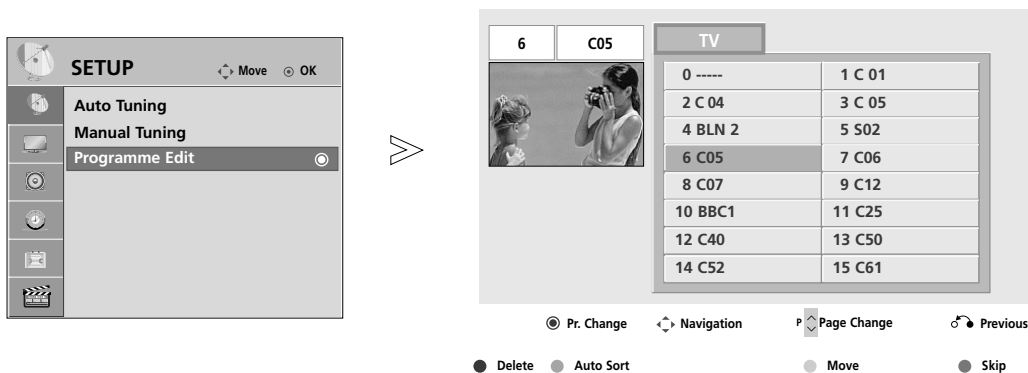 SETUP
Move OK
Auto Tuning
Manual Tuning
Programme Edit
6 C05
TV
0 ----- 1 C 01
2 C 04 3 C 05
4 BLN 2 5 S02
6 C05 7 C06
8 C07 9 C12
10 BBC1 11 C25
12 C40 13 C50
14 C52 15 C61
Pr. Change Navigation P Page Change Previous
Delete Auto Sort Move Skip